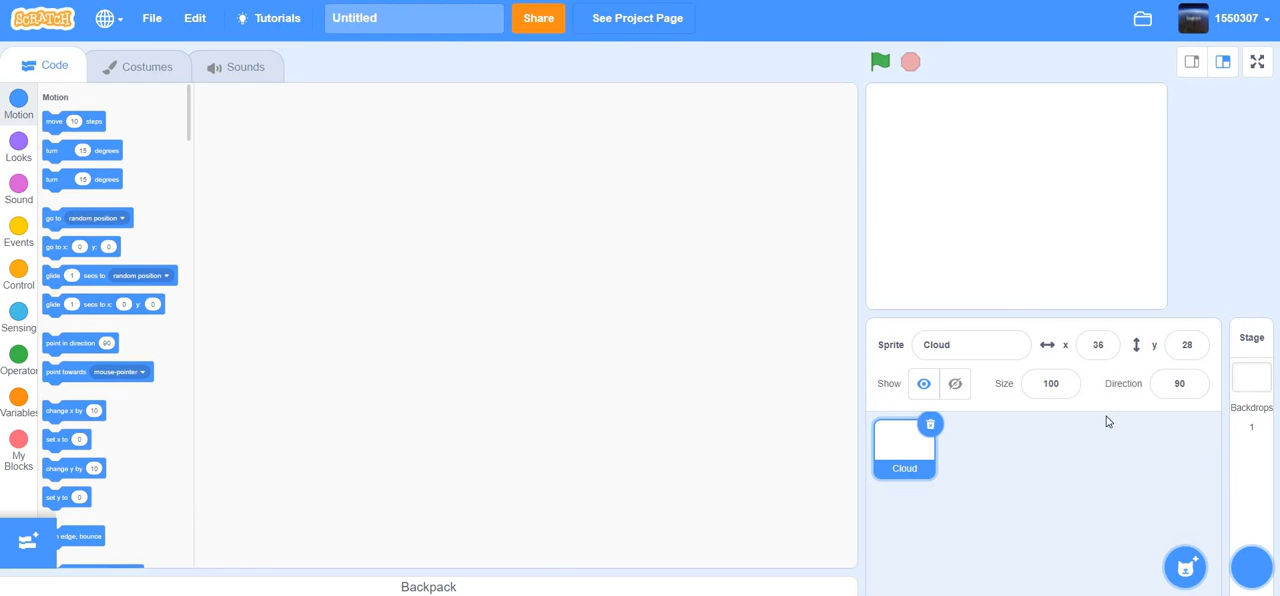 SCRATCH File Edit Tutorials Untitled Share See Project Page 1550307
Code Costumes Sounds
Motion
Looks
Sound
Events
Control
Sensing
Operator
Variables
My
Blocks
Motion
move 10 steps
turn 15 degrees
turn 15 degrees
go to random position
go to x: 0 y: 0
glide 1 secs to random position
glide 1 secs to x: 0 y: 0
point in direction 90
point towards mouse-pointer
change x by 10
set x to 0
change y by 10
set y to 0
edge, bounce
Backpack
Sprite Cloud x 36 y 28
Show Size 100 Direction 90
Cloud
Stage
Backdrops
1